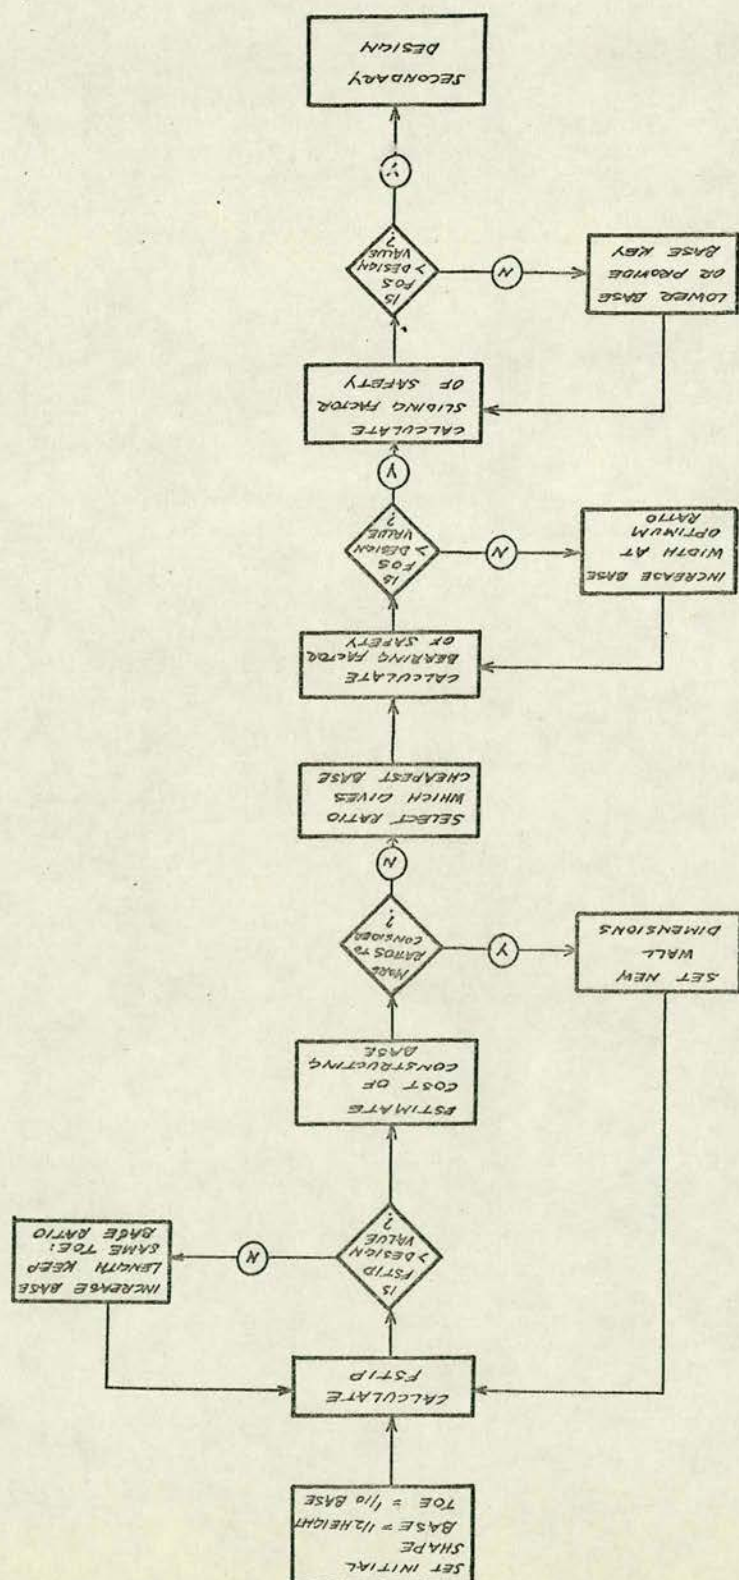 SET INITIAL
SHAPE
BASE = 1/2 HEIGHT
TOE = 1/10 BASE
CALCULATE
FSTIP
IS
FSTIP
> DESIGN
VALUE
?
N
INCREASE BASE
LENGTH KEEP
SAME TOE:
BASE RATIO
ESTIMATE
COST OF
CONSTRUCTING
BASE
MORE
RATIOS TO
CONSIDER
?
Y
SET NEW
WALL
DIMENSIONS
N
SELECT RATIO
WHICH GIVES
CHEAPEST BASE
CALCULATE
BEARING FACTOR
OF SAFETY
IS
FOS
> DESIGN
VALUE
?
N
INCREASE BASE
WIDTH AT
OPTIMUM
RATIO
Y
CALCULATE
SLIDING FACTOR
OF SAFETY
IS
FOS
> DESIGN
VALUE
?
N
LOWER BASE
OR PROVIDE
BASE KEY
Y
SECONDARY
DESIGN